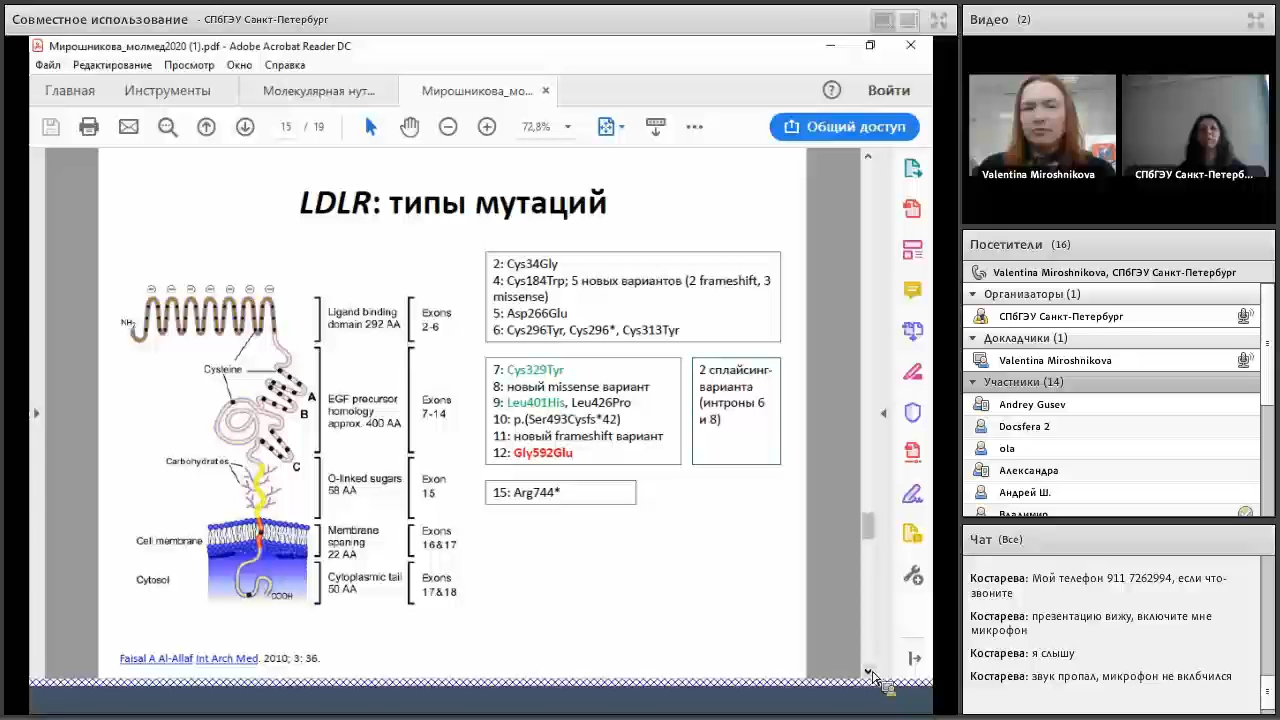 Совместное использование - СПбГЭУ Санкт-Петербург
Мирошникова_молмед2020 (1).pdf - Adobe Acrobat Reader DC
Файл Редактирование Просмотр Окно Справка
Главная Инструменты Молекулярная нут... Мирошникова_мо... × Войти
15 / 19 72,8% Общий доступ
LDLR: типы мутаций
NH₂
Cysteine
A
B
C
Carbohydrates
Cell membrane
Cytosol
COOH
Ligand binding
domain 292 AA
Exons
2-6
EGF precursor
homology
approx. 400 AA
Exons
7-14
O-linked sugars
58 AA
Exon
15
Membrane
spaning
22 AA
Exons
16&17
Cytoplasmic tail
50 AA
Exons
17&18
2: Cys34Gly
4: Cys184Trp; 5 новых вариантов (2 frameshift, 3
missense)
5: Asp266Glu
6: Cys296Tyr, Cys296*, Cys313Tyr
7: Cys329Tyr
8: новый missense вариант
9: Leu401His, Leu426Pro
10: p.(Ser493Cysfs*42)
11: новый frameshift вариант
12: Gly592Glu
2 сплайсинг-
варианта
(интроны 6
и 8)
15: Arg744*
Faisal A Al-Allaf Int Arch Med. 2010; 3: 36.
Видео (2)
Valentina Miroshnikova
СПбГЭУ Санкт-Петерб...
Посетители (16)
Valentina Miroshnikova, СПбГЭУ Санкт-Петербург
Организаторы (1)
СПбГЭУ Санкт-Петербург
Докладчики (1)
Valentina Miroshnikova
Участники (14)
Andrey Gusev
Docsfera 2
ola
Александра
Андрей Ш.
Владимир
Чат (Все)
Костарева: Мой телефон 911 7262994, если что-
звоните
Костарева: презентацию вижу, включите мне
микрофон
Костарева: я слышу
Костарева: звук пропал, микрофон не вклбчился